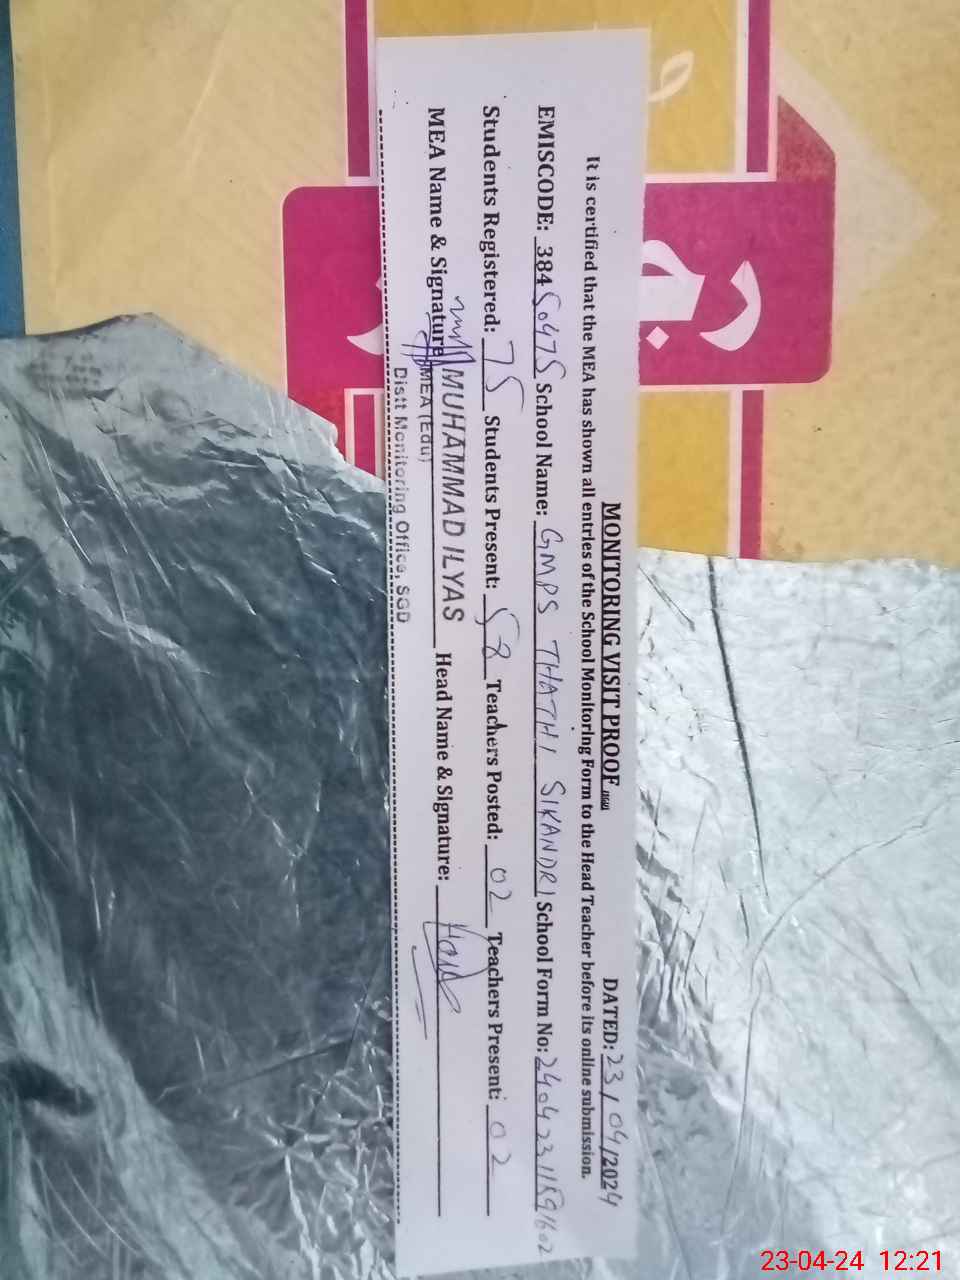 MONITORING VISIT PROOF DATED: 23/04/2024
It is certified that the MEA has shown all entries of the School Monitoring Form to the Head Teacher before its online submission.
EMISCODE: 384 50475 School Name: GMPS THATHI SIKANDRI School Form No: 240423
Students Registered: 75 Students Present: 58 Teachers Posted: 02 Teachers Present: 02
MEA Name & Signature MUHAMMAD ILYAS Head Name & Signature:
MEA (Edu)
Distt Monitoring Office, SGD
23-04-24 12:21